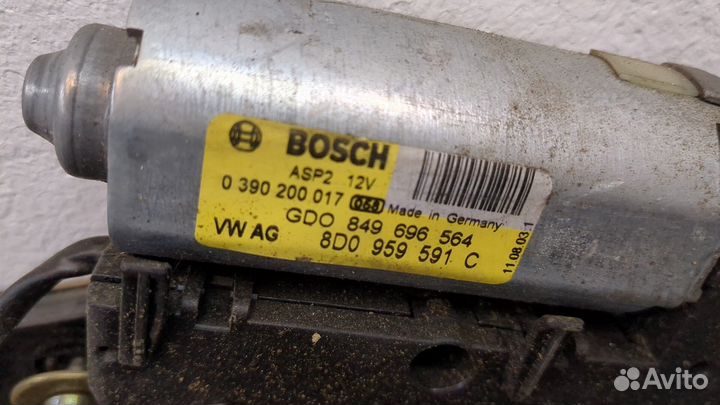 BOSCH
ASP2 12V
0 390 200 017 Made in Germany
GDO 849 696 564
VW AG 8D0 959 591 C
11 08 03 1
Avito